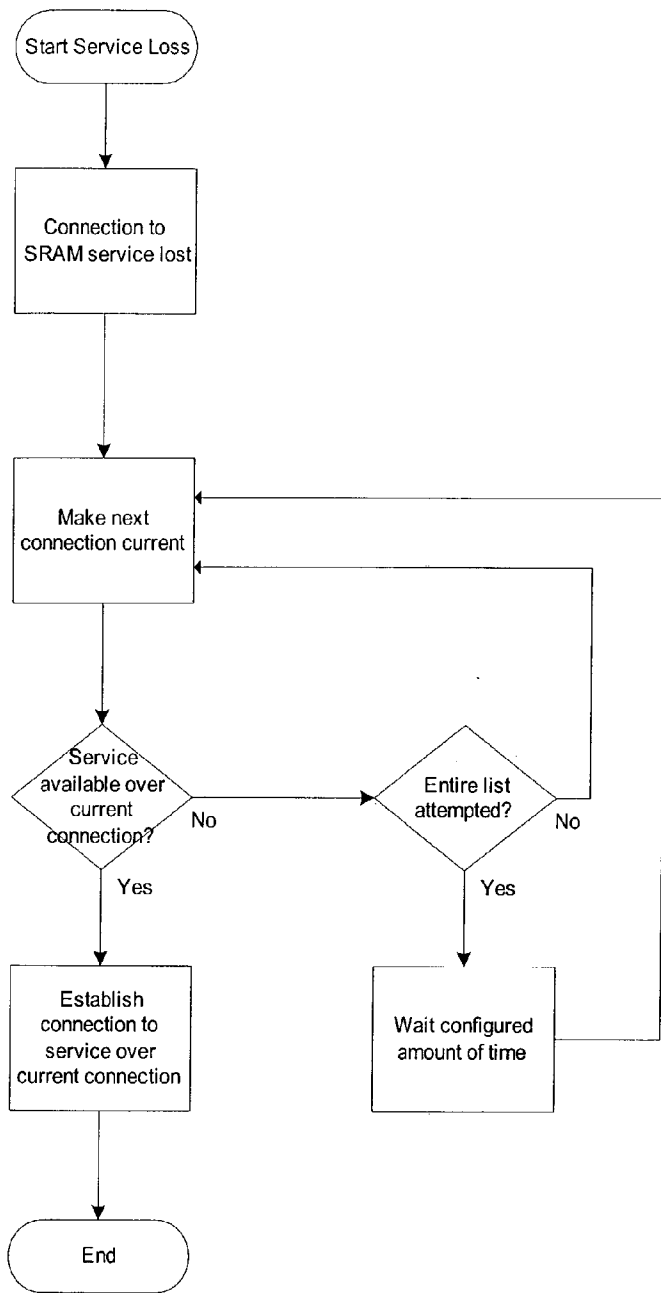 Start Service Loss
Connection to
SRAM service lost
Make next
connection current
Service
available over
current
connection?
No
Entire list
attempted?
No
Yes
Yes
Establish
connection to
service over
current connection
Wait configured
amount of time
End